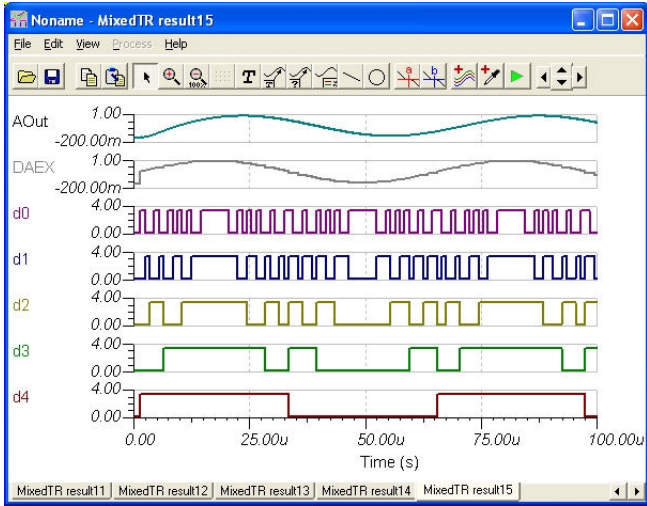 Noname - MixedTR result15
File Edit View Process Help
100%
T
a b
AOut 1.00
-200.00m
DAEX 1.00
-200.00m
d0 4.00
0.00
d1 4.00
0.00
d2 4.00
0.00
d3 4.00
0.00
d4 4.00
0.00
0.00 25.00u 50.00u 75.00u 100.00u
Time (s)
MixedTR result11 MixedTR result12 MixedTR result13 MixedTR result14 MixedTR result15